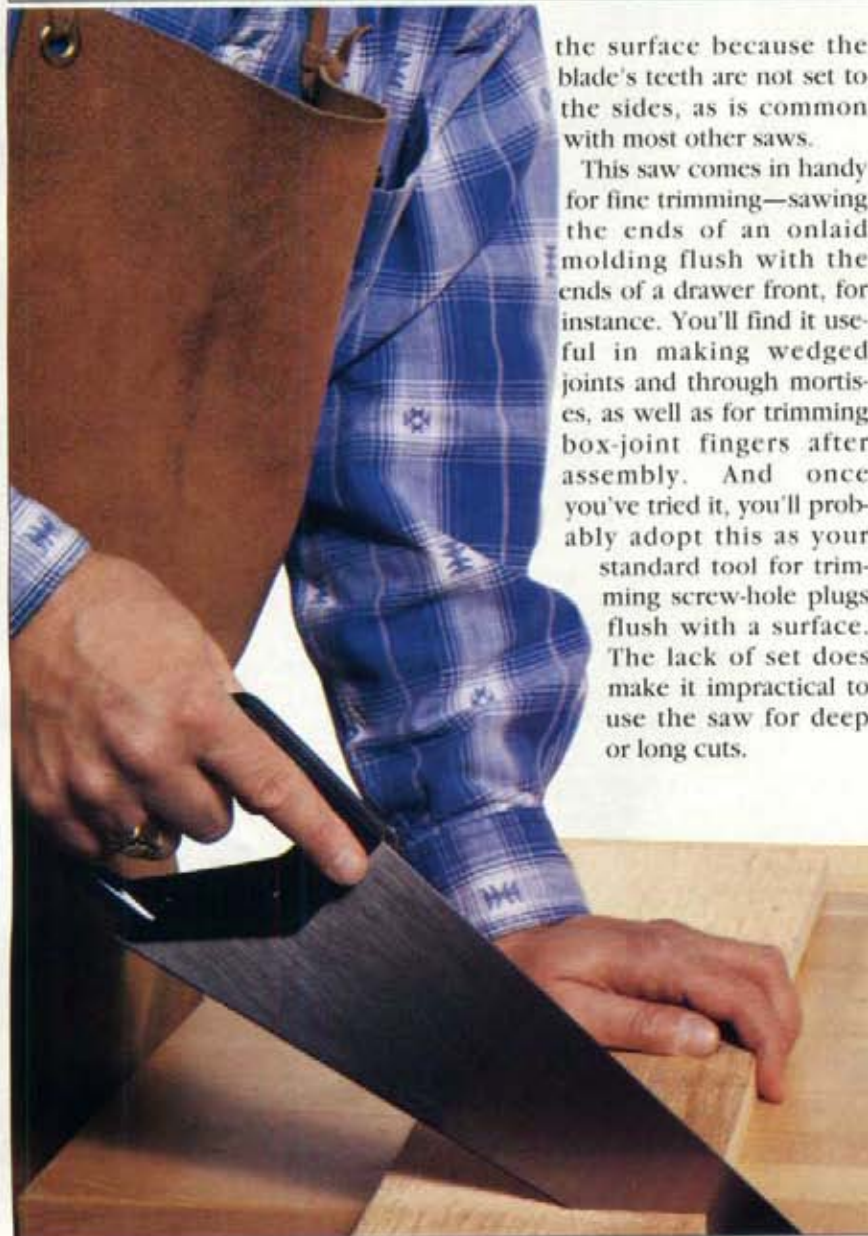 the surface because the
blade's teeth are not set to
the sides, as is common
with most other saws.
This saw comes in handy
for fine trimming—sawing
the ends of an onlaid
molding flush with the
ends of a drawer front, for
instance. You'll find it use-
ful in making wedged
joints and through mortis-
es, as well as for trimming
box-joint fingers after
assembly. And once
you've tried it, you'll prob-
ably adopt this as your
standard tool for trim-
ming screw-hole plugs
flush with a surface.
The lack of set does
make it impractical to
use the saw for deep
or long cuts.